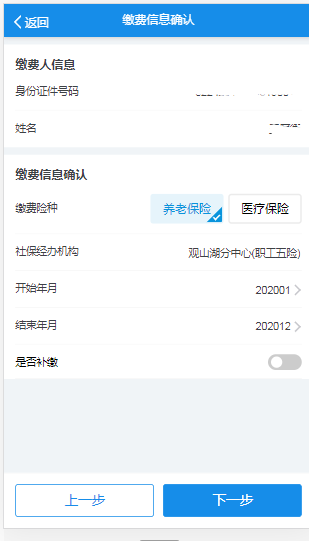 返回
缴费信息确认
缴费人信息
身份证件号码
姓名
缴费信息确认
缴费险种 养老保险 医疗保险
社保经办机构 观山湖分中心(职工五险)
开始年月 202001
结束年月 202012
是否补缴
上一步 下一步